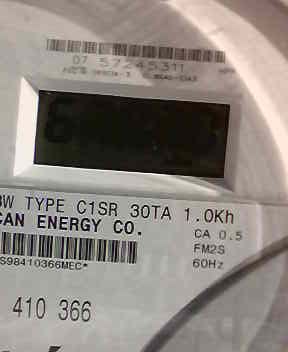 07 57245311
3W TYPE C1SR 30TA 1.0Kh
CAN ENERGY CO.
CA 0.5
FM2S
S98410366MEC*
60Hz
410 366